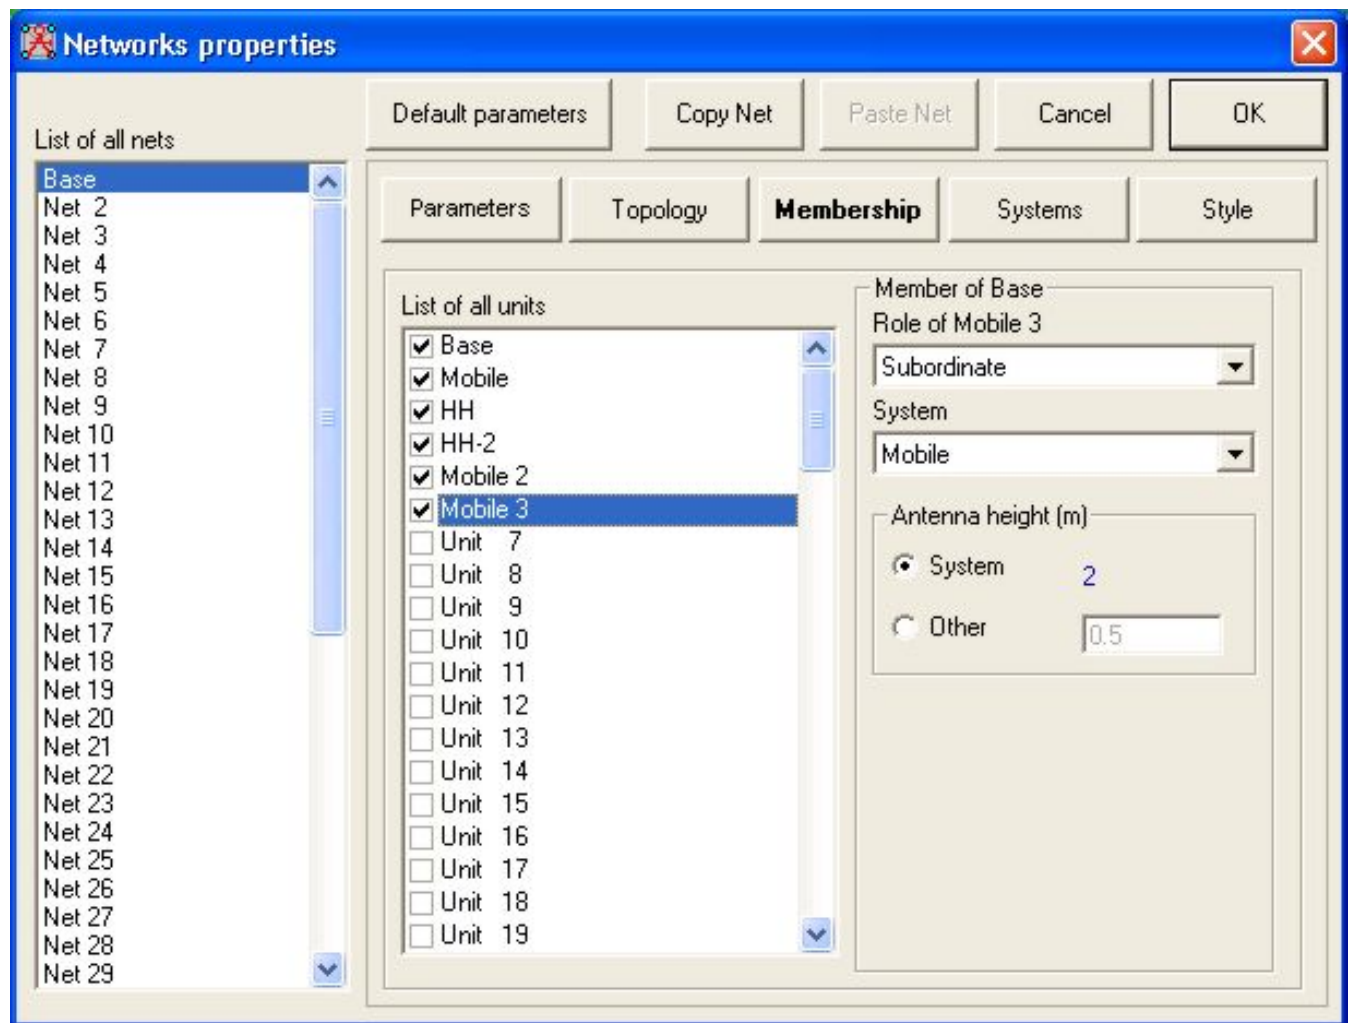 Networks properties
Default parameters
Copy Net
Paste Net
Cancel
OK
List of all nets
Base
Net 2
Net 3
Net 4
Net 5
Net 6
Net 7
Net 8
Net 9
Net 10
Net 11
Net 12
Net 13
Net 14
Net 15
Net 16
Net 17
Net 18
Net 19
Net 20
Net 21
Net 22
Net 23
Net 24
Net 25
Net 26
Net 27
Net 28
Net 29
Parameters
Topology
Membership
Systems
Style
List of all units
Base
Mobile
HH
HH-2
Mobile 2
Mobile 3
Unit 7
Unit 8
Unit 9
Unit 10
Unit 11
Unit 12
Unit 13
Unit 14
Unit 15
Unit 16
Unit 17
Unit 18
Unit 19
Member of Base
Role of Mobile 3
Subordinate
System
Mobile
Antenna height (m)
System 2
Other 0.5